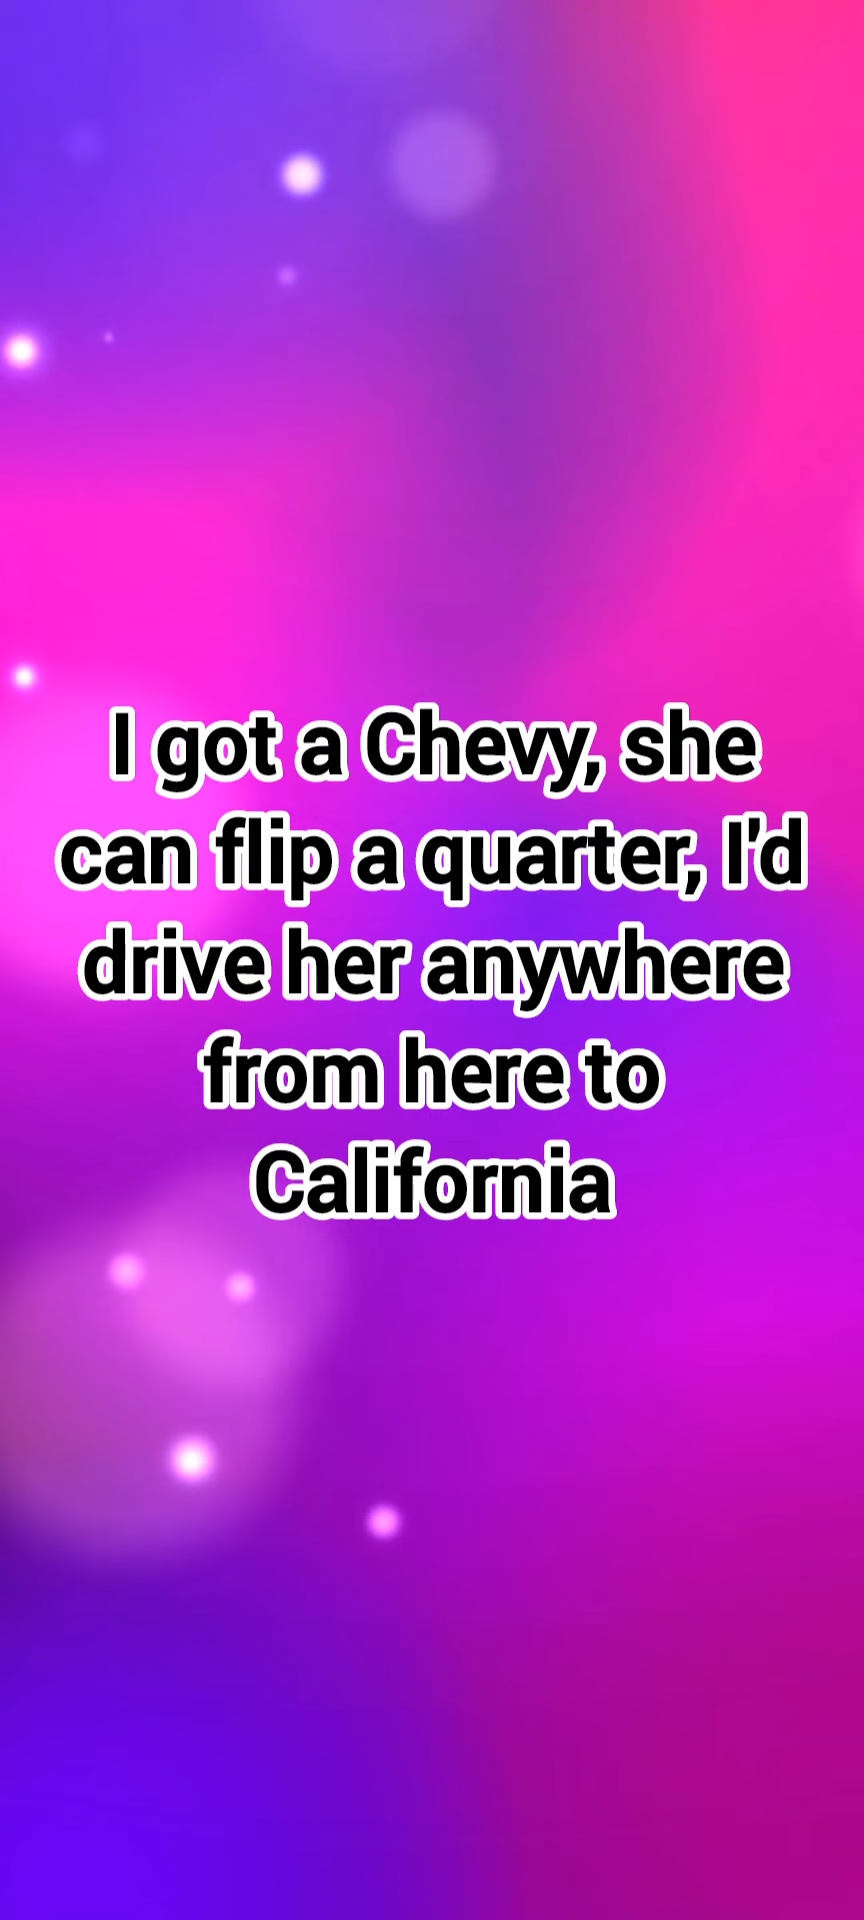 I got a Chevy, she
can flip a quarter, I'd
drive her anywhere
from here to
California